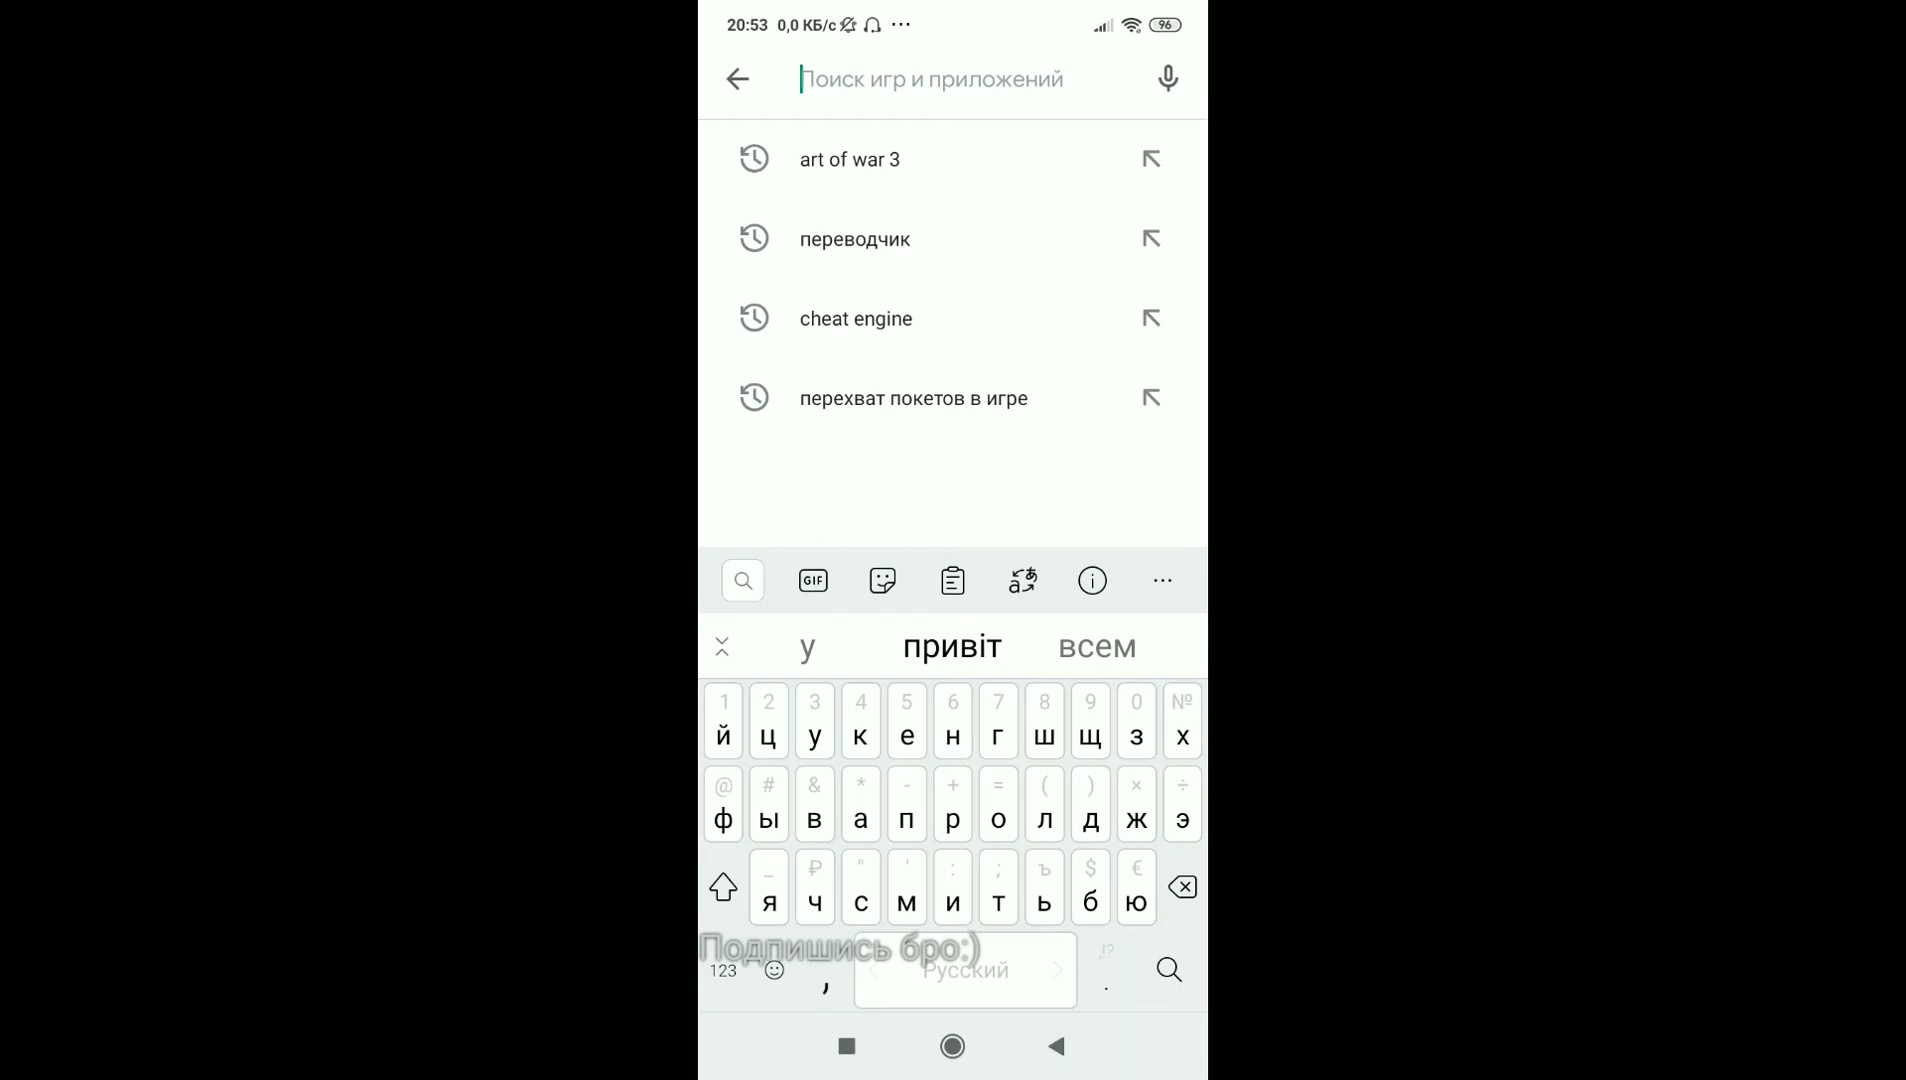 20:53 0,0 КБ/с 96
Поиск игр и приложений
art of war 3
переводчик
cheat engine
перехват покетов в игре
GIF
у привіт всем
1 2 3 4 5 6 7 8 9 0 №
й ц у к е н г ш щ з х
@ # & * - + = ( ) × ÷
ф ы в а п р о л д ж э
_ ₽ " ' : ; ъ $ €
я ч с м и т ь б ю
Подпишись бро:)
123 , Русский ,!? .